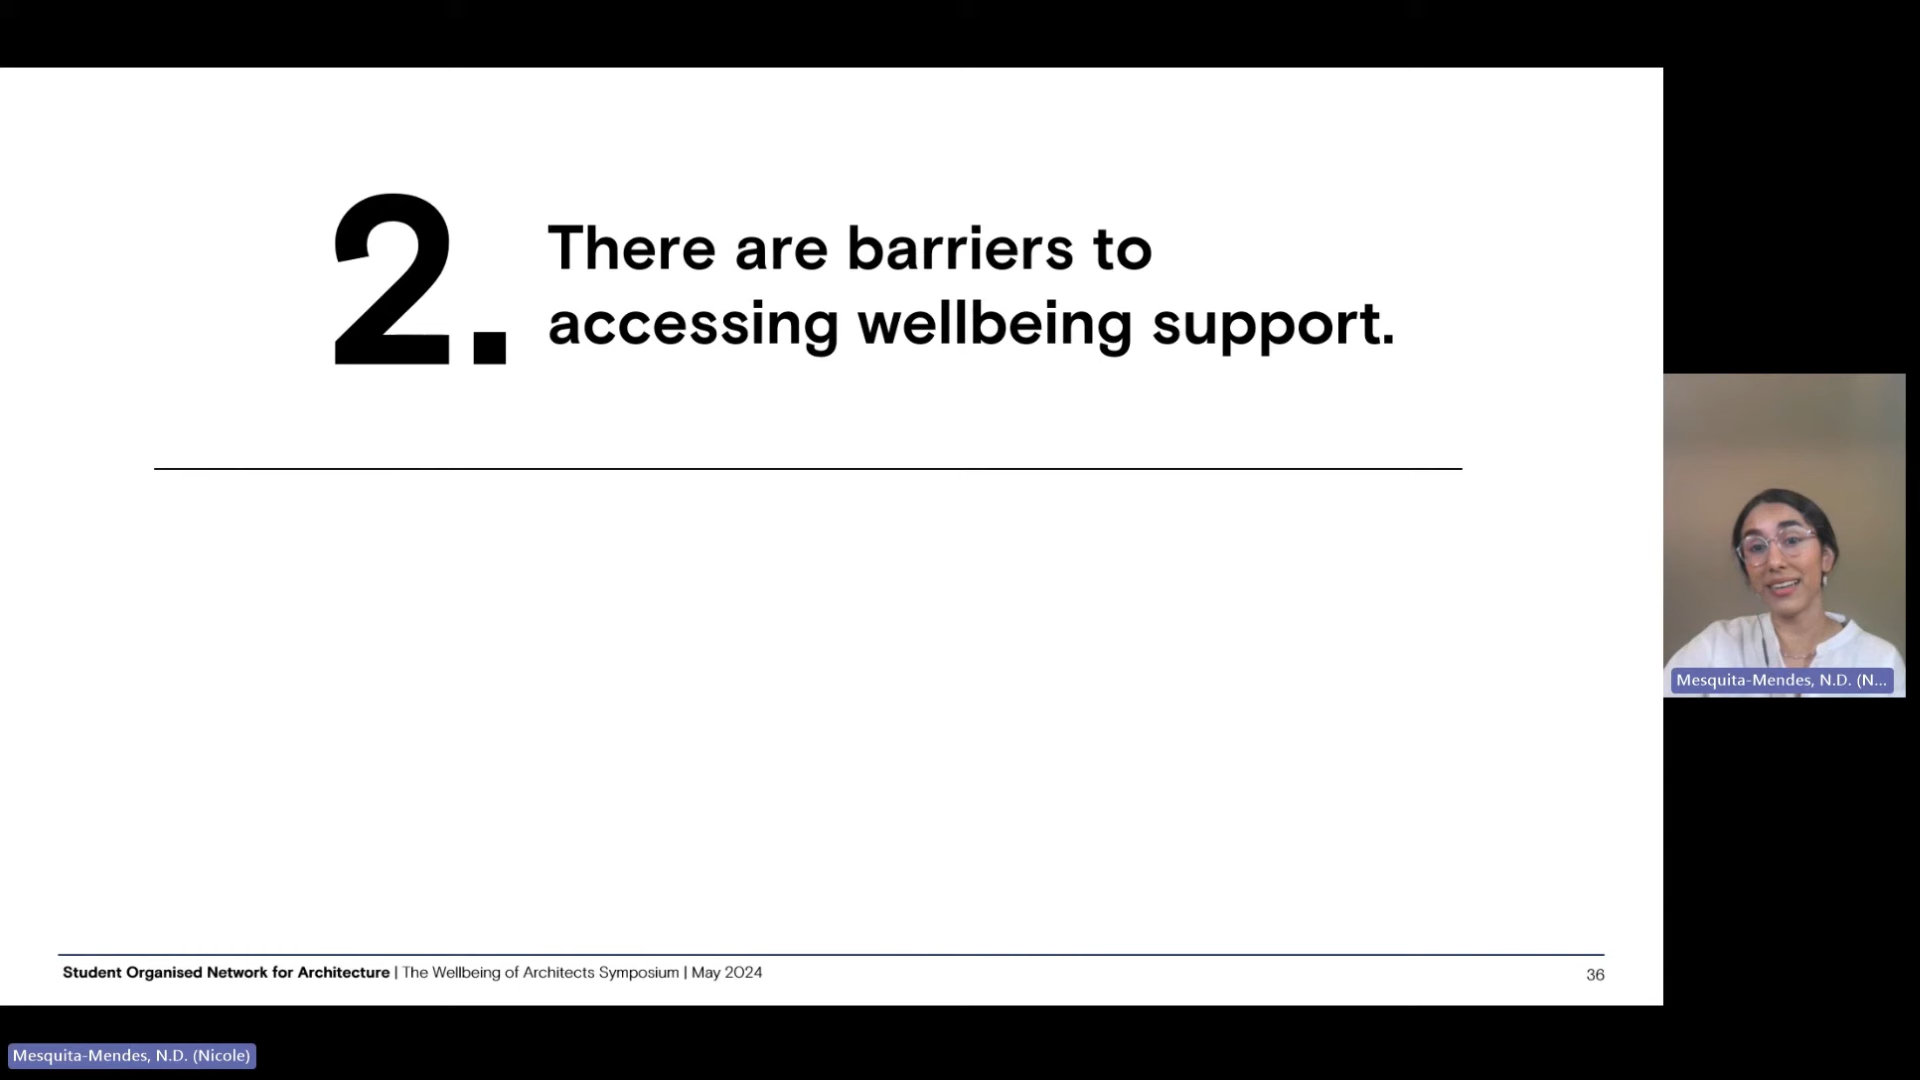 2.
There are barriers to
accessing wellbeing support.
Mesquita-Mendes, N.D. (N...
Student Organised Network for Architecture | The Wellbeing of Architects Symposium | May 2024
36
Mesquita-Mendes, N.D. (Nicole)